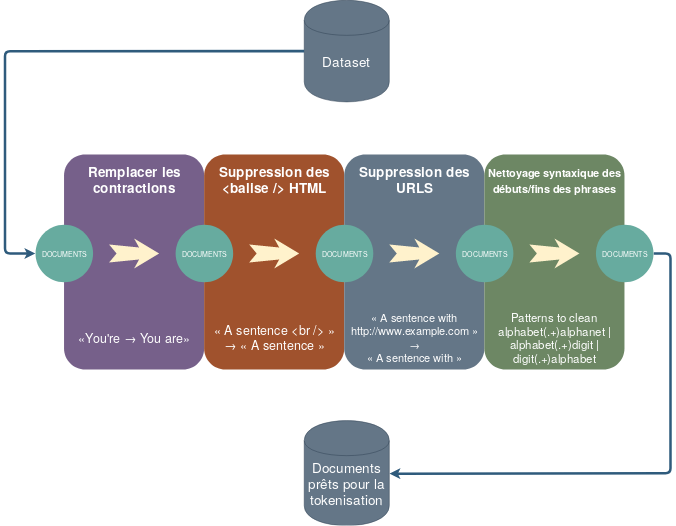 Dataset
Remplacer les
contractions
Suppression des
<balise /> HTML
Suppression des
URLS
Nettoyage syntaxique des
débuts/fins des phrases
DOCUMENTS
DOCUMENTS
DOCUMENTS
DOCUMENTS
DOCUMENTS
«You're → You are»
« A sentence <br /> »
→ « A sentence »
« A sentence with
http://www.example.com »
→
« A sentence with »
Patterns to clean
alphabet(.+)alphanet |
alphabet(.+)digit |
digit(.+)alphabet
Documents
prêts pour la
tokenisation